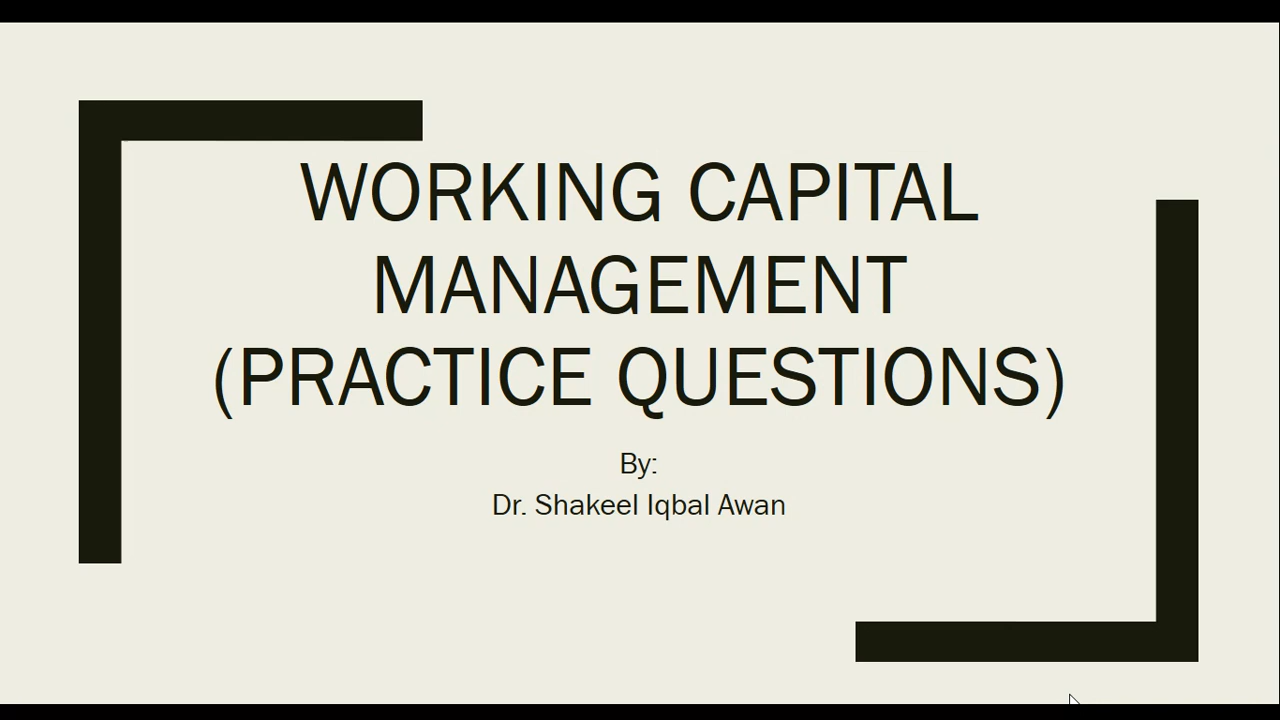 WORKING CAPITAL
MANAGEMENT
(PRACTICE QUESTIONS)
By:
Dr. Shakeel Iqbal Awan